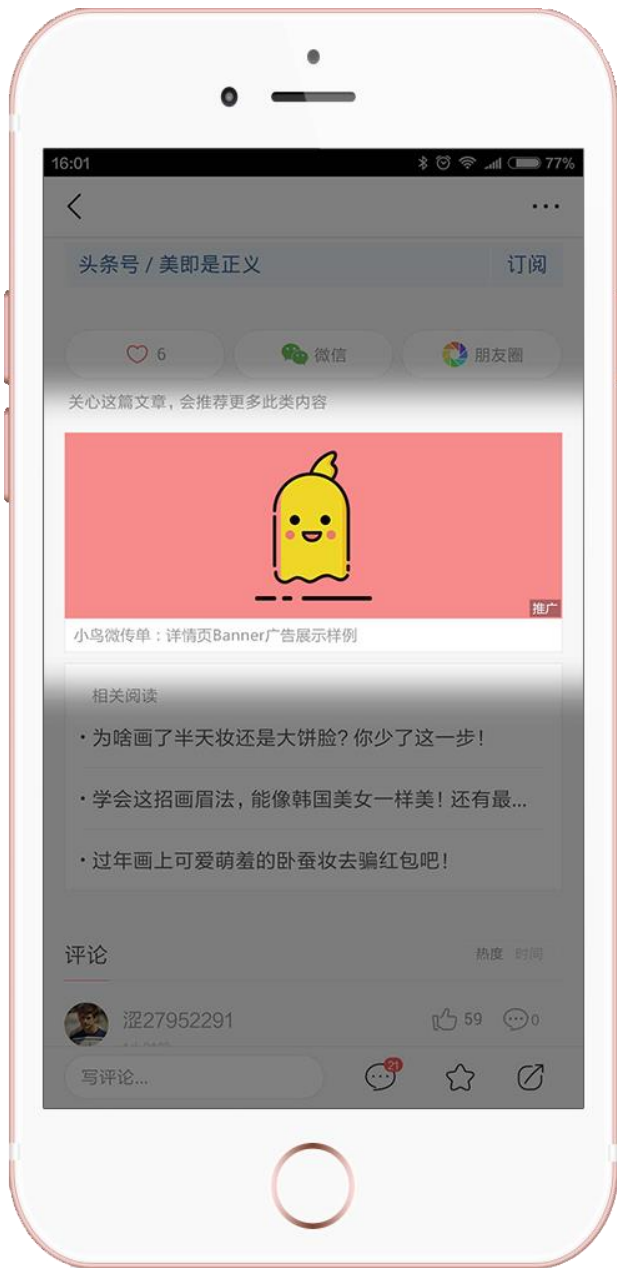 16:01 77%
头条号 / 美即是正义 订阅
6 微信 朋友圈
关心这篇文章，会推荐更多此类内容
推广
小鸟微传单：详情页Banner广告展示样例
相关阅读
·为啥画了半天妆还是大饼脸？你少了这一步！
·学会这招画眉法，能像韩国美女一样美！还有最...
·过年画上可爱萌羞的卧蚕妆去骗红包吧！
评论 热度 时间
涩27952291 59 0
写评论... 21